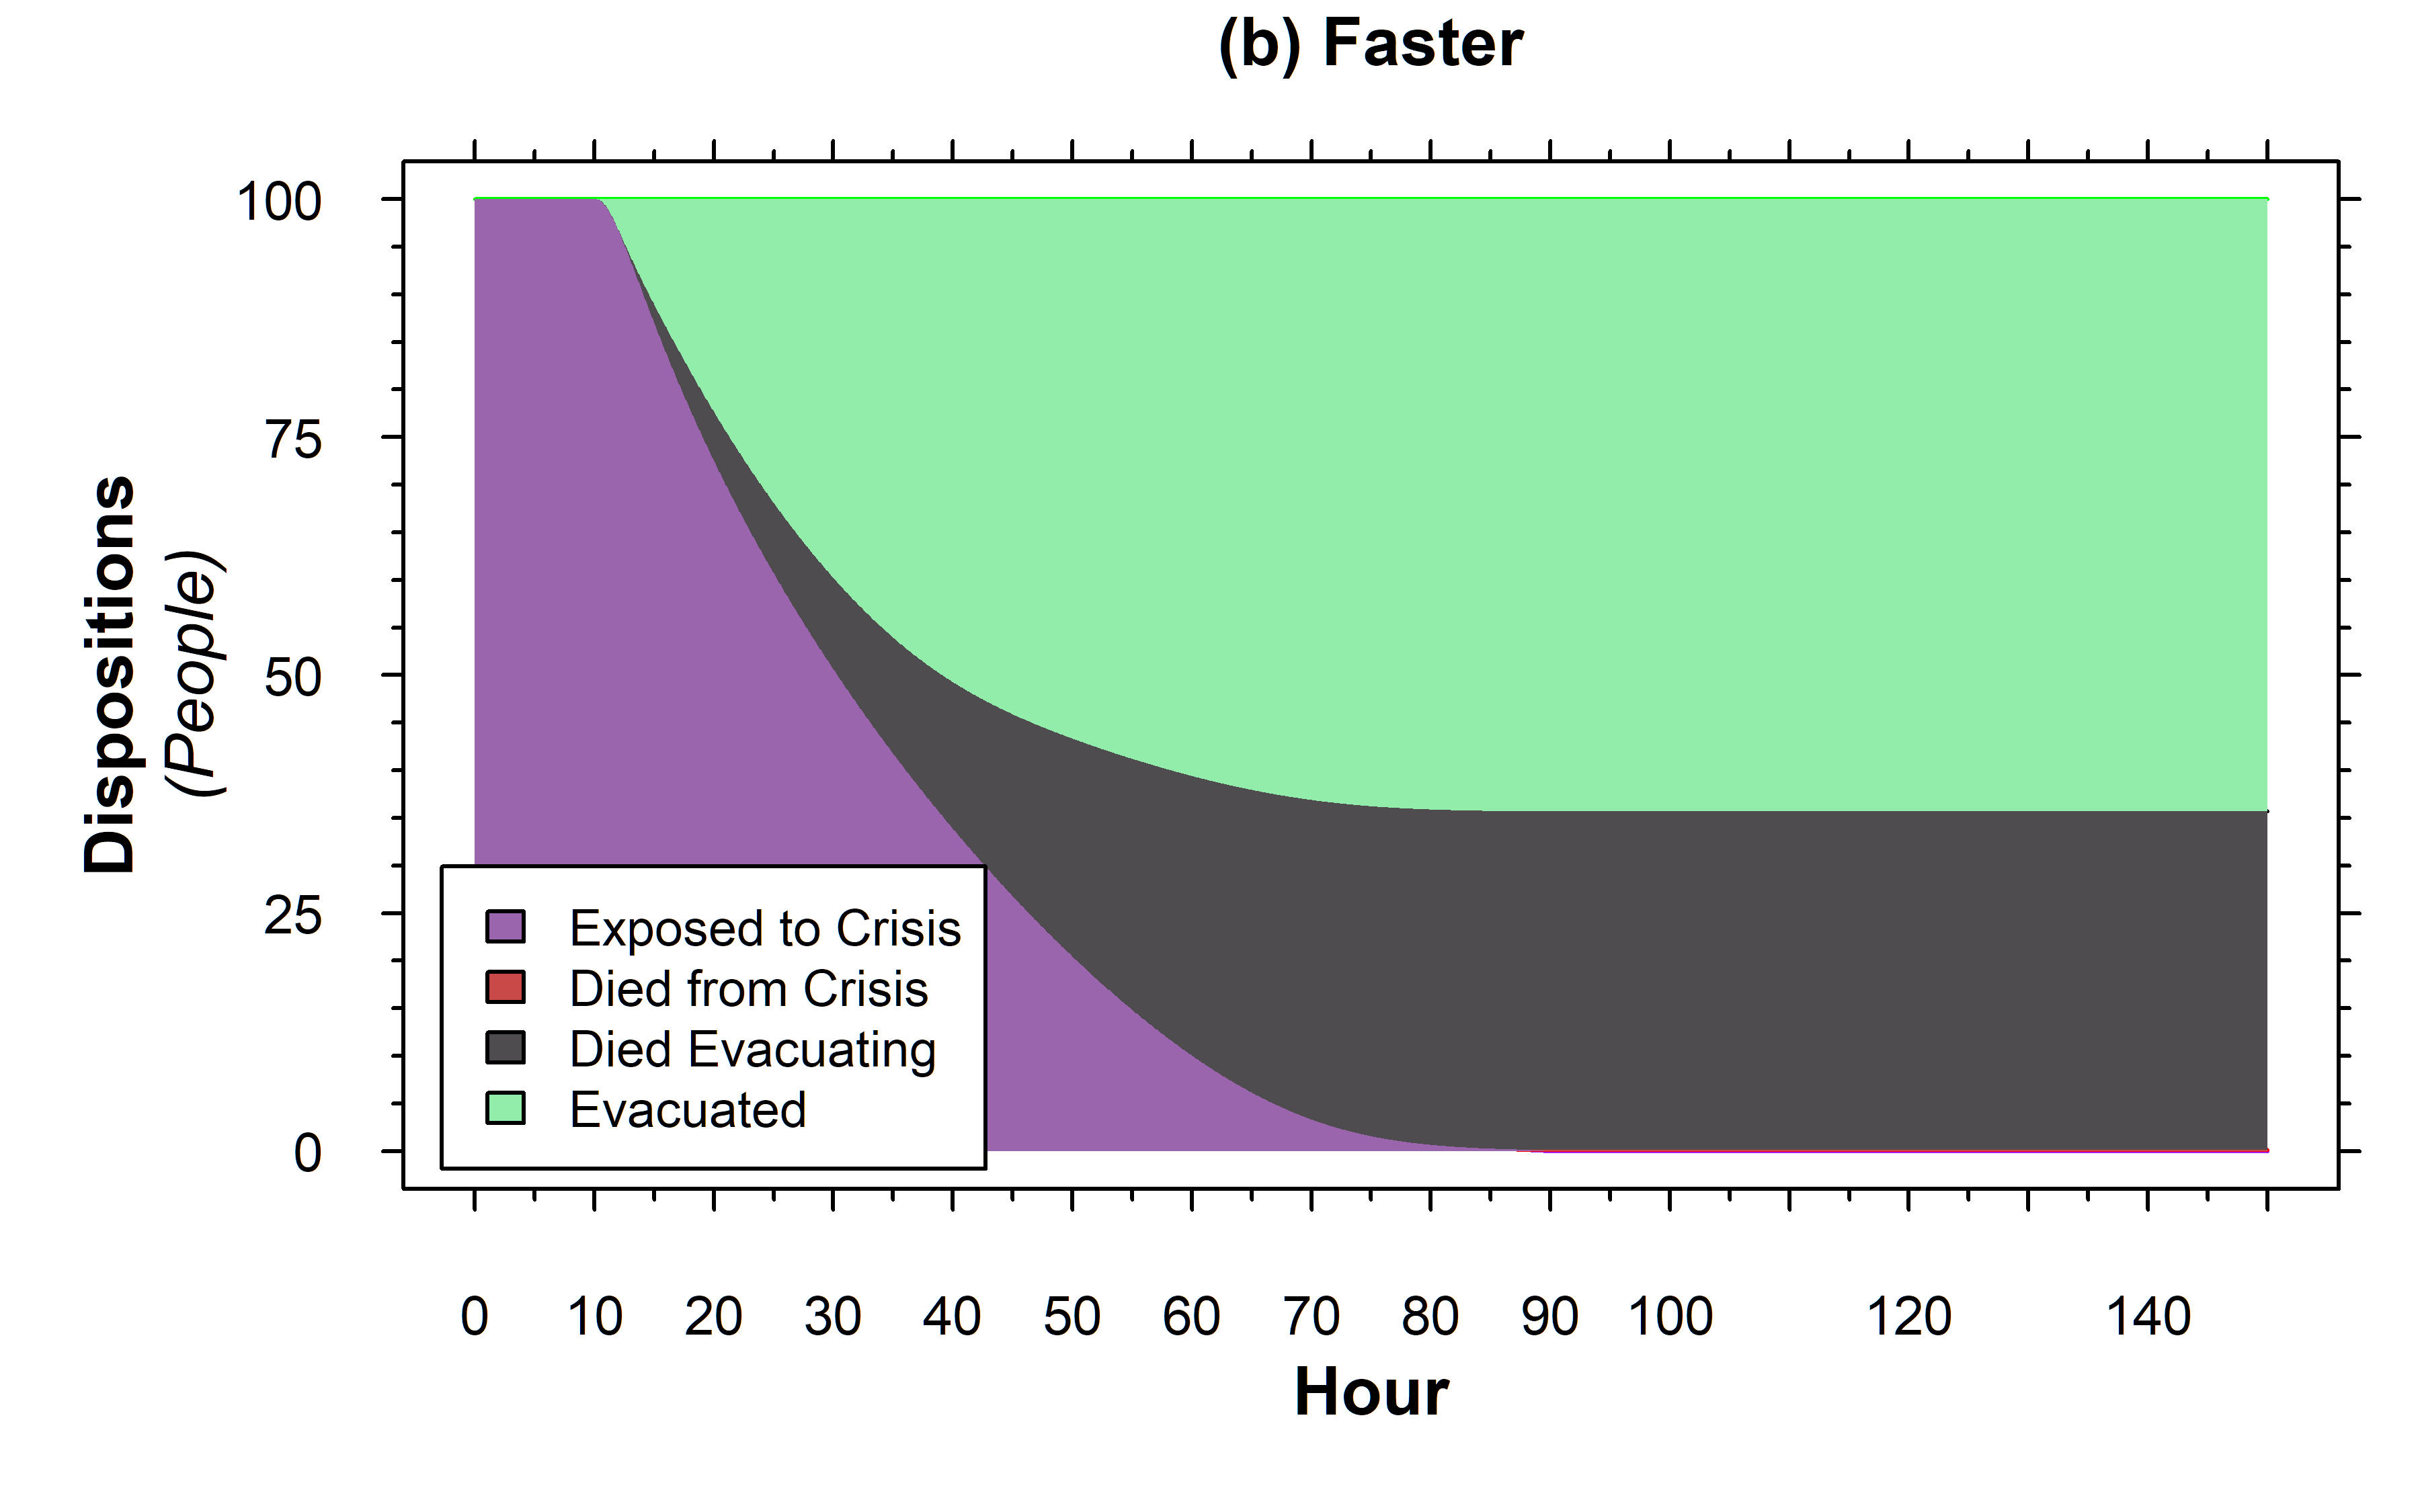 (b) Faster
Dispositions
(People)
100
75
50
25
0
Exposed to Crisis
Died from Crisis
Died Evacuating
Evacuated
0 10 20 30 40 50 60 70 80 90 100 120 140
Hour